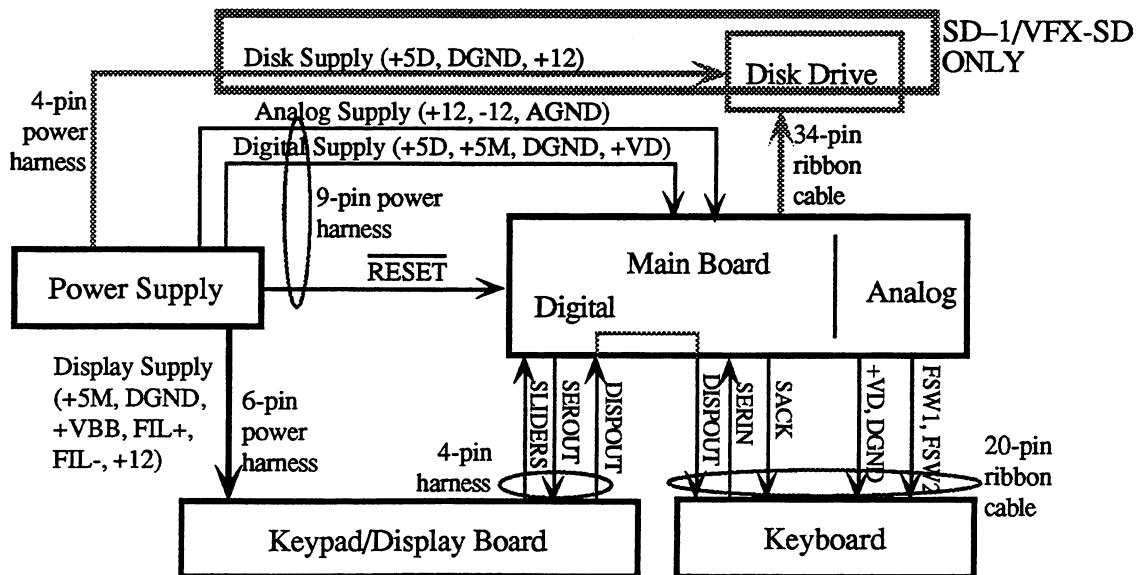 SD–1/VFX-SD
ONLY
Disk Supply (+5D, DGND, +12)
Disk Drive
4-pin
power
harness
Analog Supply (+12, -12, AGND)
Digital Supply (+5D, +5M, DGND, +VD)
34-pin
ribbon
cable
9-pin power
harness
Power Supply
RESET
Main Board
Digital
Analog
Display Supply
(+5M, DGND,
+VBB, FIL+,
FIL-, +12)
6-pin
power
harness
4-pin
harness
SLIDERS
SEROUT
DISPOUT
DISPOUT
SERIN
SACK
+VD, DGND
FSW1, FSW2
20-pin
ribbon
cable
Keypad/Display Board
Keyboard